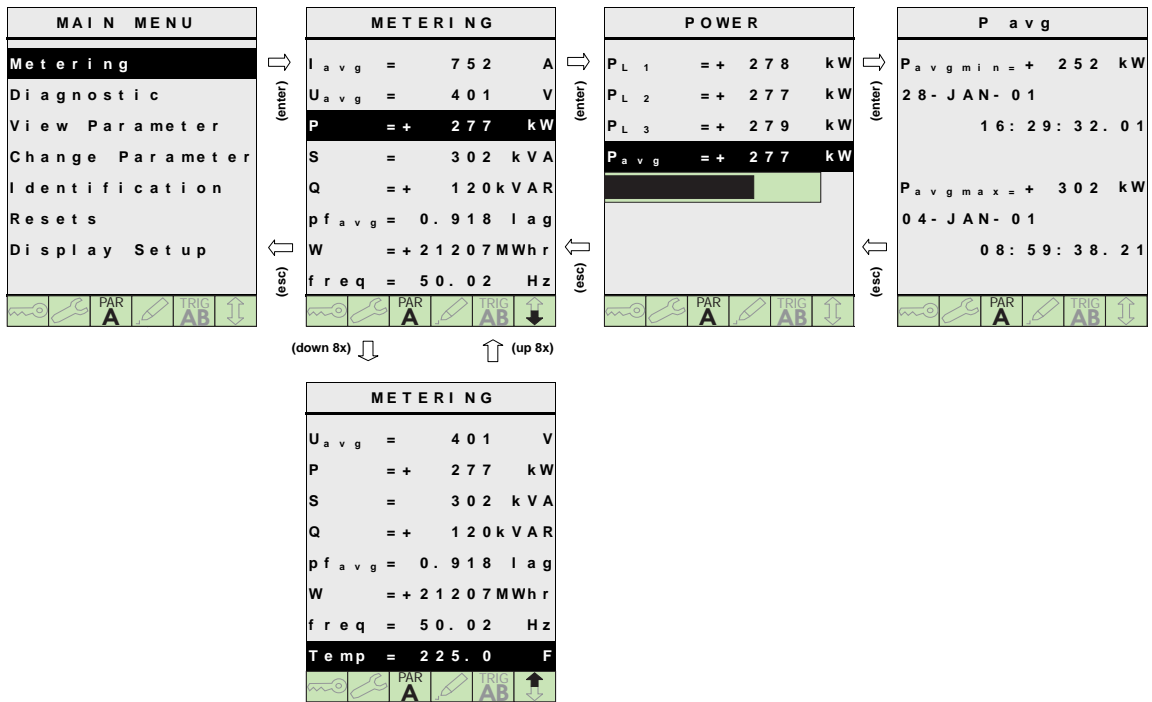 MAIN MENU
Metering
Diagnostic
View Parameter
Change Parameter
Identification
Resets
Display Setup
PAR
A
TRIG
AB
(enter)
(esc)
METERING
Iavg = 752 A
Uavg = 401 V
P =+ 277 kW
S = 302 kVA
Q =+ 120kVAR
pfavg= 0.918 lag
W =+21207MWhr
freq = 50.02 Hz
PAR
A
TRIG
AB
(enter)
(esc)
POWER
PL1 =+ 278 kW
PL2 =+ 277 kW
PL3 =+ 279 kW
Pavg =+ 277 kW
PAR
A
TRIG
AB
(enter)
(esc)
P avg
Pavgmin=+ 252 kW
28-JAN-01
16:29:32.01
Pavgmax=+ 302 kW
04-JAN-01
08:59:38.21
PAR
A
TRIG
AB
(down 8x)
(up 8x)
METERING
Uavg = 401 V
P =+ 277 kW
S = 302 kVA
Q =+ 120kVAR
pfavg= 0.918 lag
W =+21207MWhr
freq = 50.02 Hz
Temp = 225.0 F
PAR
A
TRIG
AB